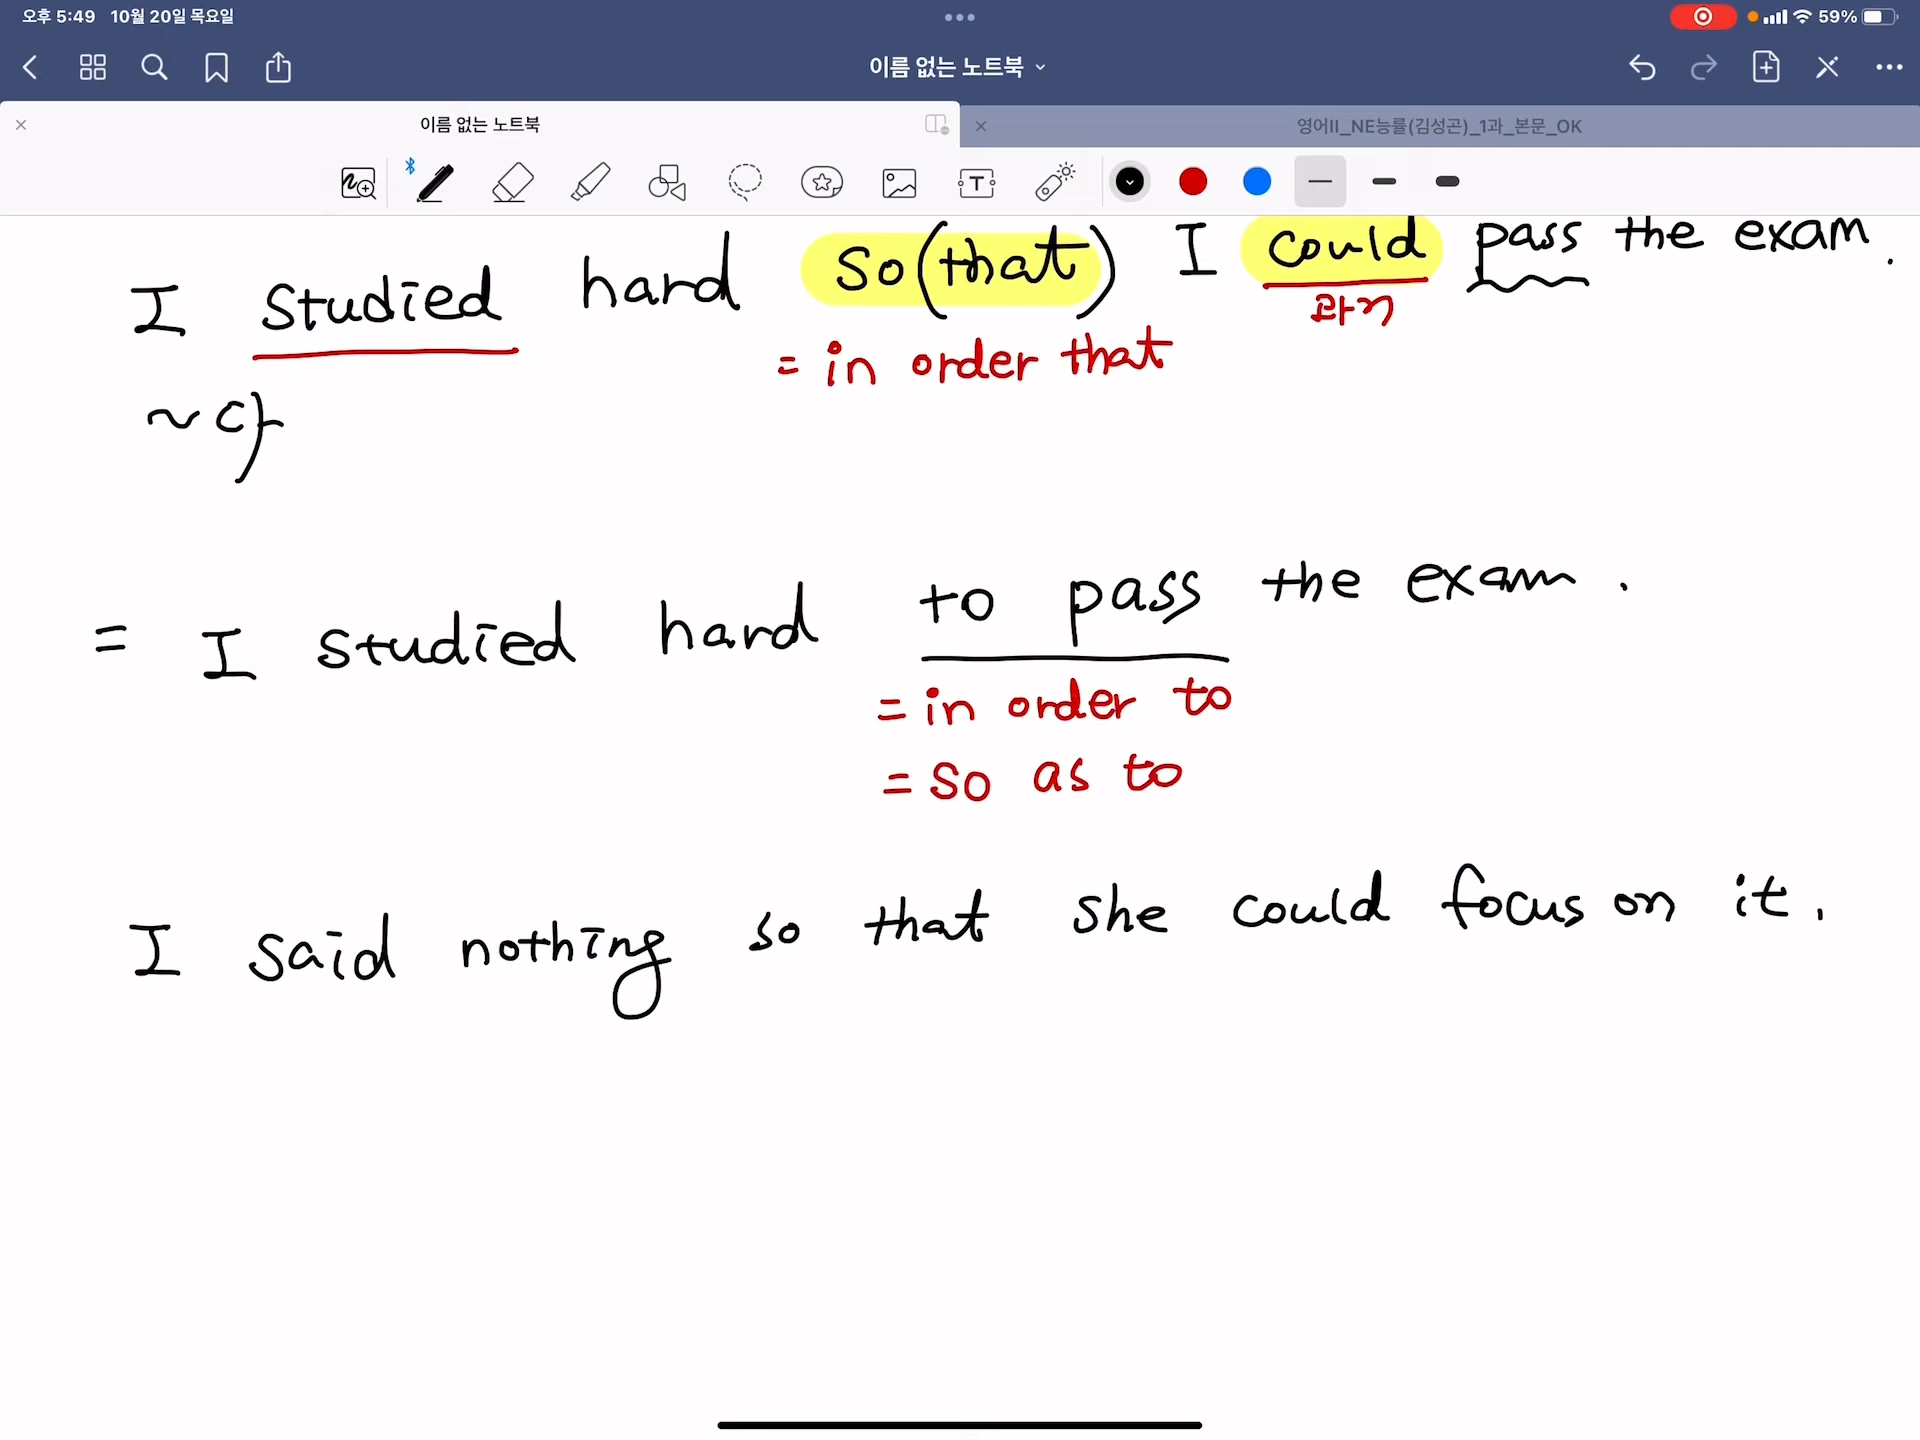 오후 5:49 10월 20일 목요일
59%
이름 없는 노트북
이름 없는 노트북
영어II_NE능률(김성곤)_1과_본문_OK
T
I studied hard so(that) I could pass the exam.
과거
= in order that
~다
= I studied hard to pass the exam.
= in order to
= so as to
I said nothing so that she could focus on it.